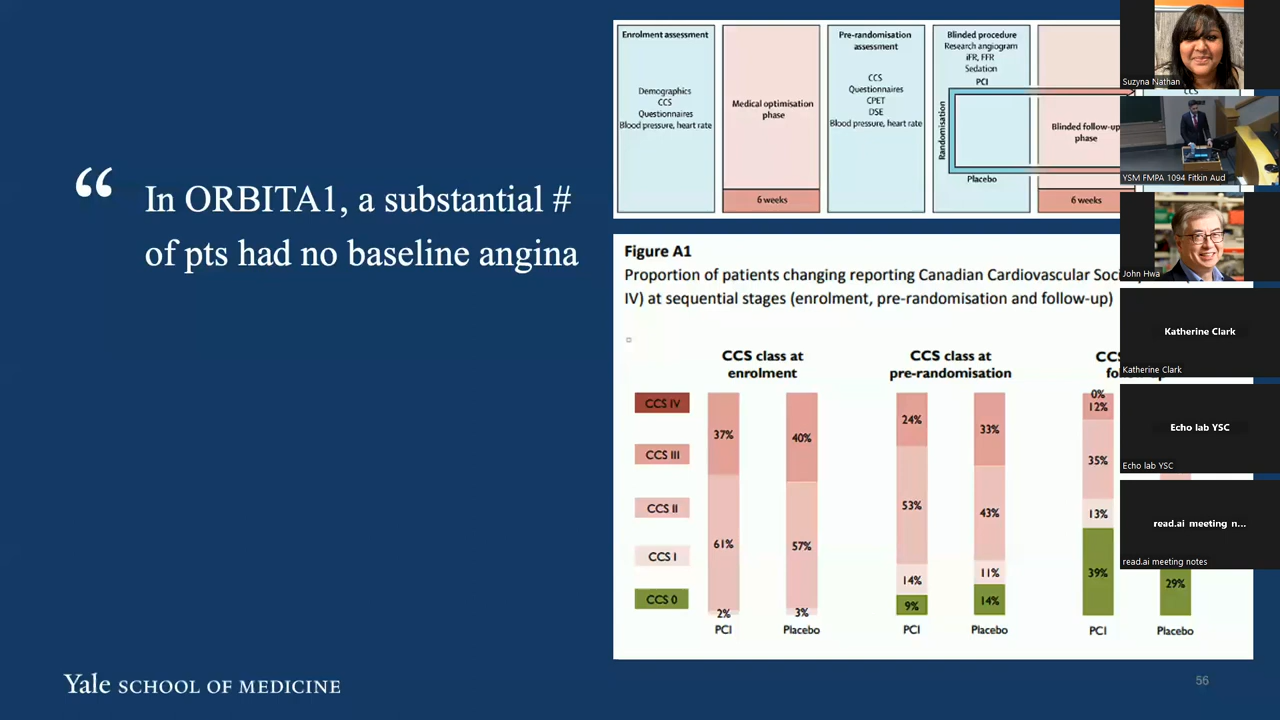 “
In ORBITA1, a substantial #
of pts had no baseline angina
Enrolment assessment
Demographics
CCS
Questionnaires
Blood pressure, heart rate
Medical optimisation
phase
6 weeks
Pre-randomisation
assessment
CCS
Questionnaires
CPET
DSE
Blood pressure, heart rate
Blinded procedure
Research angiogram
iFR, FFR
Sedation
PCI
Randomisation
Placebo
Blinded follow-up
phase
6 weeks
Figure A1
Proportion of patients changing reporting Canadian Cardiovascular Soci
IV) at sequential stages (enrolment, pre-randomisation and follow-up)
CCS class at
enrolment
CCS class at
pre-randomisation
CCS IV
CCS III
CCS II
CCS I
CCS 0
37%
61%
2%
PCI
40%
57%
3%
Placebo
24%
53%
14%
9%
PCI
33%
43%
11%
14%
Placebo
0%
12%
35%
13%
39%
PCI
29%
Placebo
Yale SCHOOL OF MEDICINE
56
Suzyna Nathan
YSM FMPA 1094 Fitkin Aud
John Hwa
Katherine Clark
Katherine Clark
Echo lab YSC
Echo lab YSC
read.ai meeting n...
read.ai meeting notes